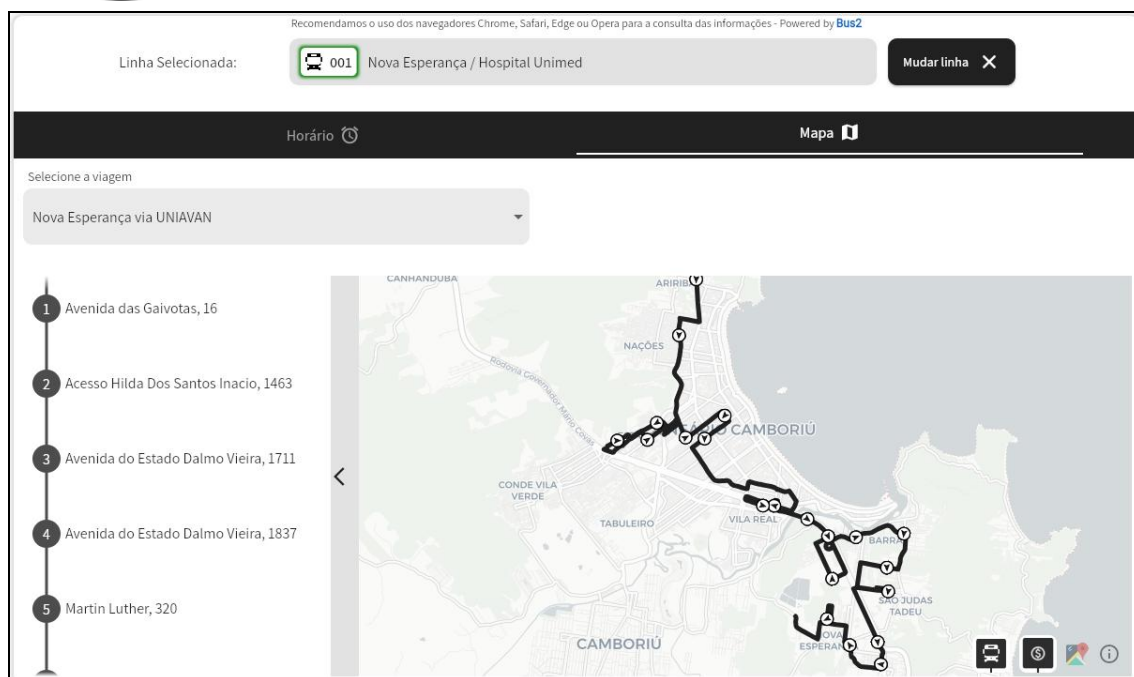 Recomendamos o uso dos navegadores Chrome, Safari, Edge ou Opera para a consulta das informações - Powered by Bus2
Linha Selecionada:
001 Nova Esperança / Hospital Unimed
Mudar linha
Horário
Mapa
Selecione a viagem
Nova Esperança via UNIAVAN
1 Avenida das Gaivotas, 16
2 Acesso Hilda Dos Santos Inacio, 1463
3 Avenida do Estado Dalmo Vieira, 1711
4 Avenida do Estado Dalmo Vieira, 1837
5 Martin Luther, 320
CANHANDUBA
NAÇÕES
Rodovia Governador Mário Covas
CAMBORIÚ
CONDE VILA
VERDE
TABULEIRO
VILA REAL
BARRA
SÃO JUDAS
TADEU
CAMBORIÚ